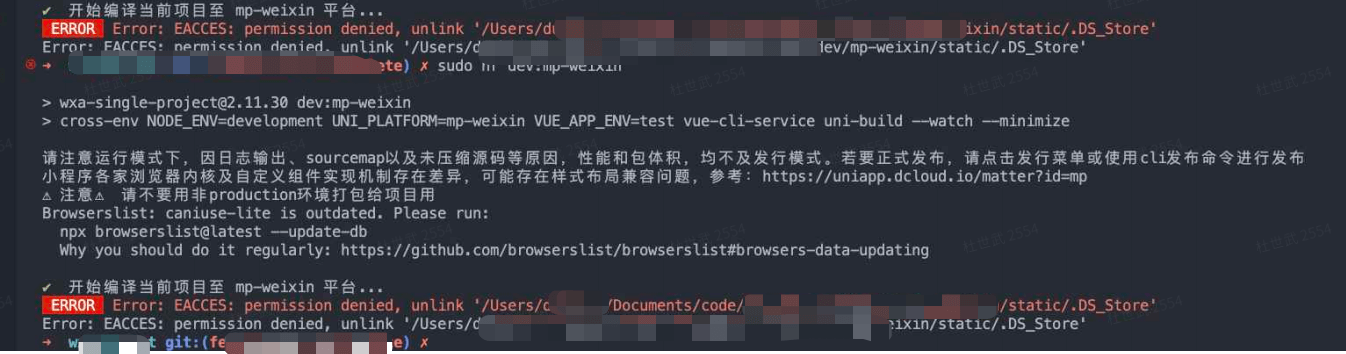 ✔ 开始编译当前项目至 mp-weixin 平台...
ERROR Error: EACCES: permission denied, unlink '/Users/du ixin/static/.DS_Store'
Error: EACCES: permission denied, unlink '/Users/d dev/mp-weixin/static/.DS_Store'
➜ ete) ✗ sudo dev:mp-weixin
> wxa-single-project@2.11.30 dev:mp-weixin
> cross-env NODE_ENV=development UNI_PLATFORM=mp-weixin VUE_APP_ENV=test vue-cli-service uni-build --watch --minimize
请注意运行模式下，因日志输出、sourcemap以及未压缩源码等原因，性能和包体积，均不及发行模式。若要正式发布，请点击发行菜单或使用cli发布命令进行发布
小程序各家浏览器内核及自定义组件实现机制存在差异，可能存在样式布局兼容问题，参考：https://uniapp.dcloud.io/matter?id=mp
⚠ 注意⚠ 请不要用非production环境打包给项目用
Browserslist: caniuse-lite is outdated. Please run:
npx browserslist@latest --update-db
Why you should do it regularly: https://github.com/browserslist/browserslist#browsers-data-updating
✔ 开始编译当前项目至 mp-weixin 平台...
ERROR Error: EACCES: permission denied, unlink '/Users/d /Documents/code/ /static/.DS_Store'
Error: EACCES: permission denied, unlink '/Users/d eixin/static/.DS_Store'
➜ w t git:(fe e) ✗